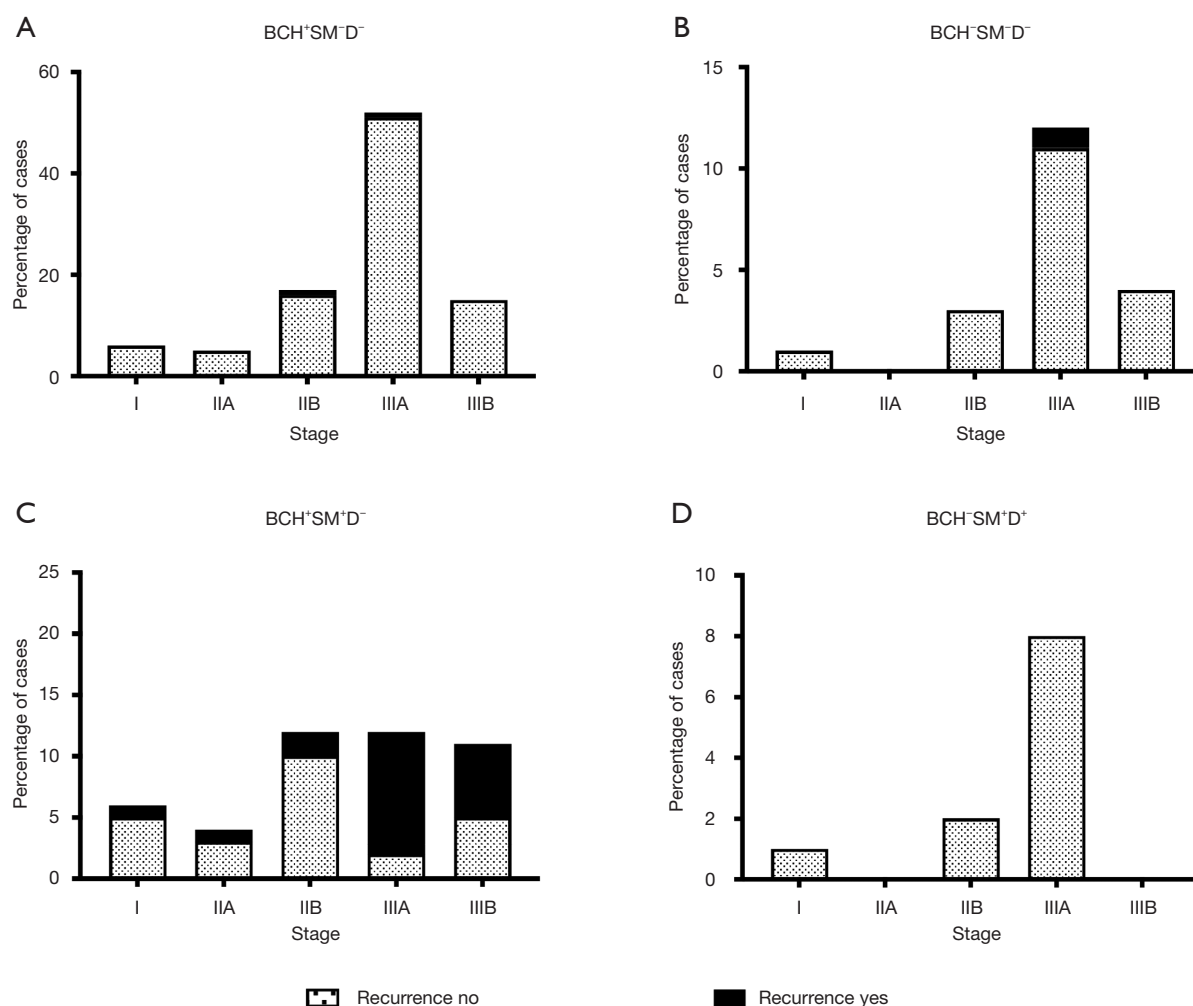 A
BCH⁺SM⁻D⁻
Percentage of cases
60
40
20
0
I IIA IIB IIIA IIIB
Stage
B
BCH⁻SM⁻D⁻
Percentage of cases
15
10
5
0
I IIA IIB IIIA IIIB
Stage
C
BCH⁺SM⁺D⁻
Percentage of cases
25
20
15
10
5
0
I IIA IIB IIIA IIIB
Stage
D
BCH⁻SM⁺D⁺
Percentage of cases
10
8
6
4
2
0
I IIA IIB IIIA IIIB
Stage
Recurrence no
Recurrence yes